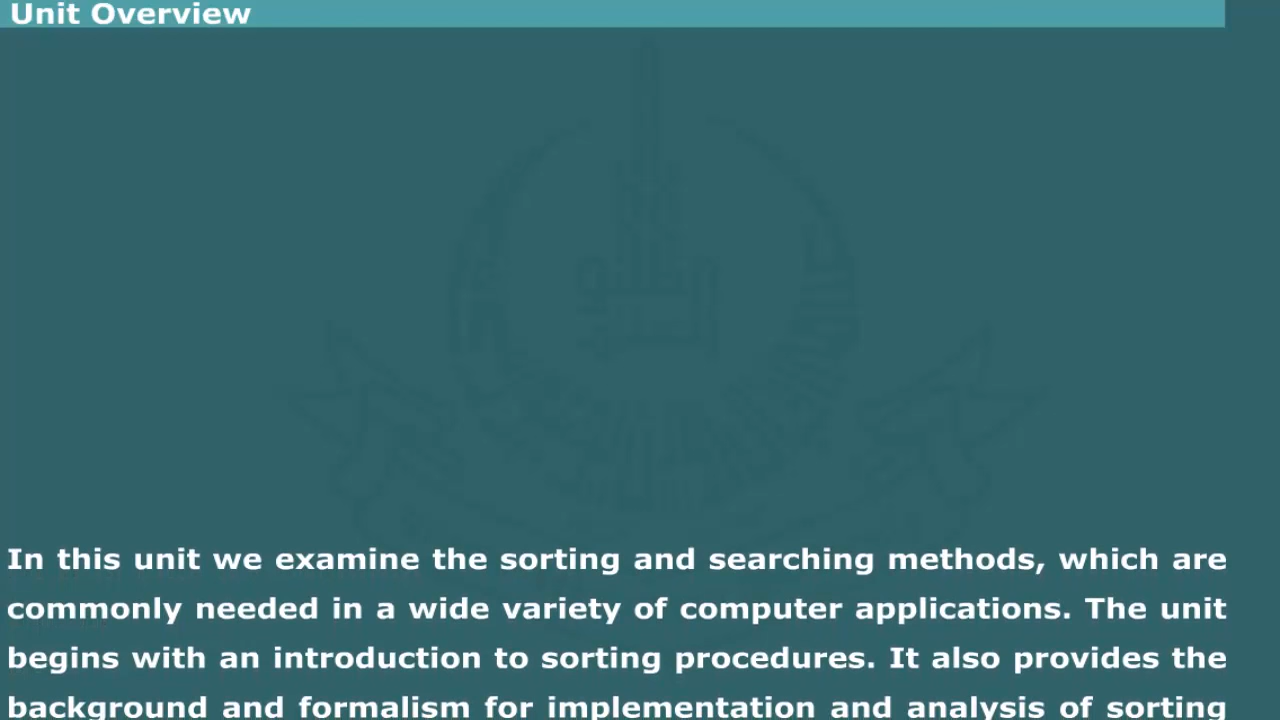 Unit Overview
In this unit we examine the sorting and searching methods, which are
commonly needed in a wide variety of computer applications. The unit
begins with an introduction to sorting procedures. It also provides the
background and formalism for implementation and analysis of sorting